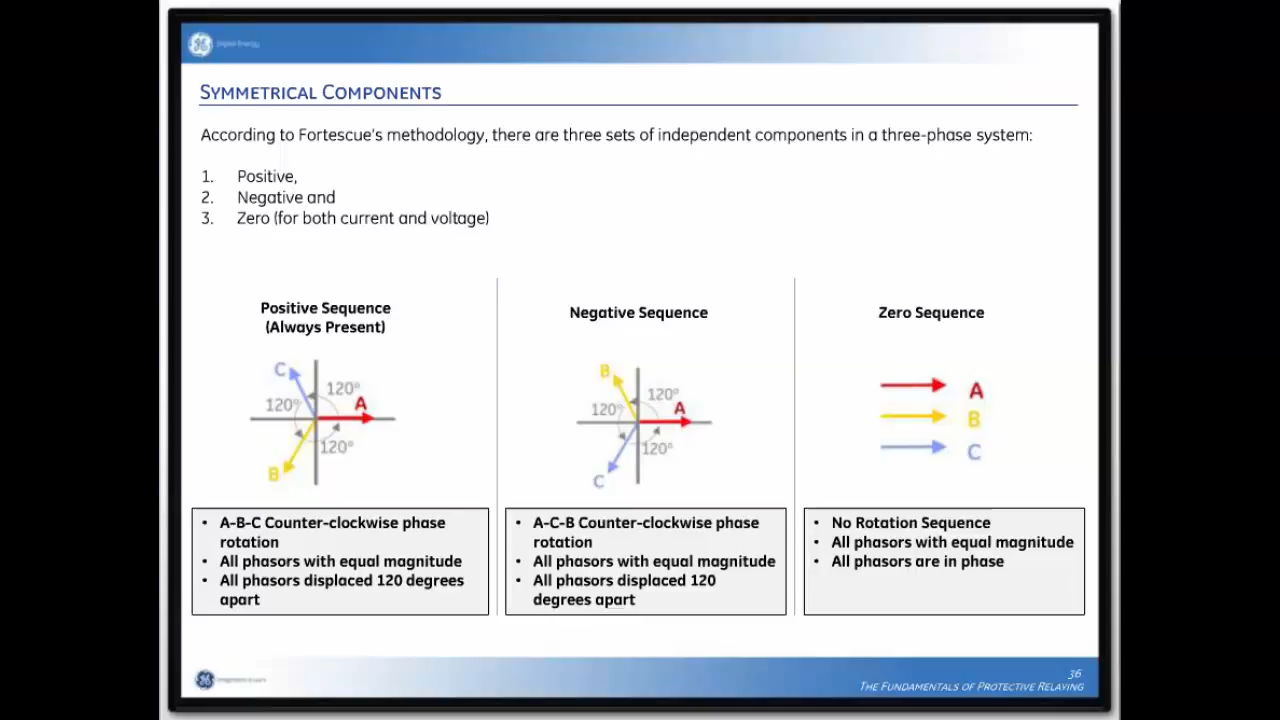 Digital Energy
SYMMETRICAL COMPONENTS
According to Fortescue's methodology, there are three sets of independent components in a three-phase system:
1. Positive,
2. Negative and
3. Zero (for both current and voltage)
Positive Sequence
(Always Present)
C
120°
120°
A
120°
B
A-B-C Counter-clockwise phase
rotation
All phasors with equal magnitude
All phasors displaced 120 degrees
apart
Negative Sequence
B
120°
120°
A
120°
C
A-C-B Counter-clockwise phase
rotation
All phasors with equal magnitude
All phasors displaced 120
degrees apart
Zero Sequence
A
B
C
No Rotation Sequence
All phasors with equal magnitude
All phasors are in phase
36
THE FUNDAMENTALS OF PROTECTIVE RELAYING